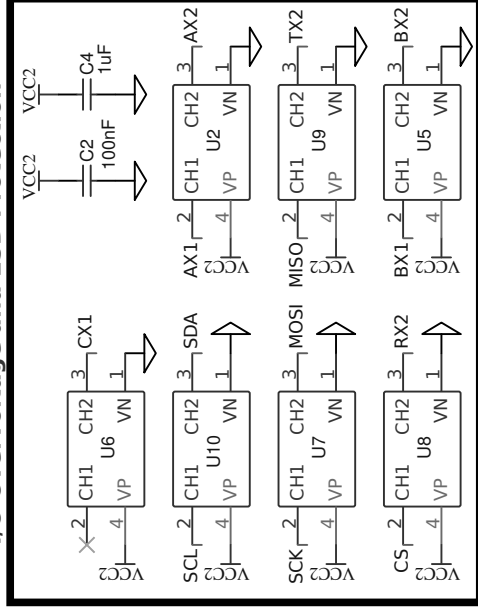 VCC2
C2
100nF
VCC2
C4
1uF
2 CH1 CH2 3 CX1
U6
4 VP VN 1
VCC2
AX1 2 CH1 CH2 3 AX2
U2
4 VP VN 1
VCC2
SCL 2 CH1 CH2 3 SDA
U10
4 VP VN 1
VCC2
MISO 2 CH1 CH2 3 TX2
U9
4 VP VN 1
VCC2
SCK 2 CH1 CH2 3 MOSI
U7
4 VP VN 1
VCC2
BX1 2 CH1 CH2 3 BX2
U5
4 VP VN 1
VCC2
CS 2 CH1 CH2 3 RX2
U8
4 VP VN 1
VCC2